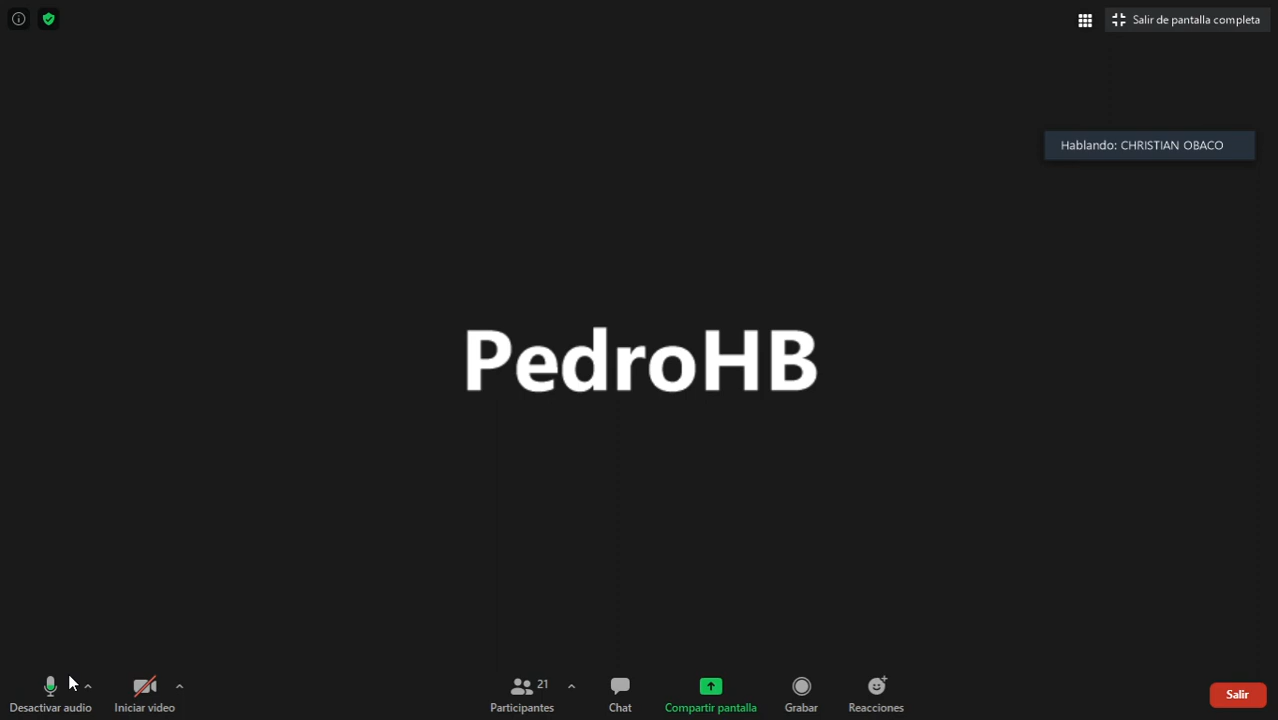 Salir de pantalla completa
Hablando: CHRISTIAN OBACO
PedroHB
21
Desactivar audio
Iniciar video
Participantes
Chat
Compartir pantalla
Grabar
Reacciones
Salir